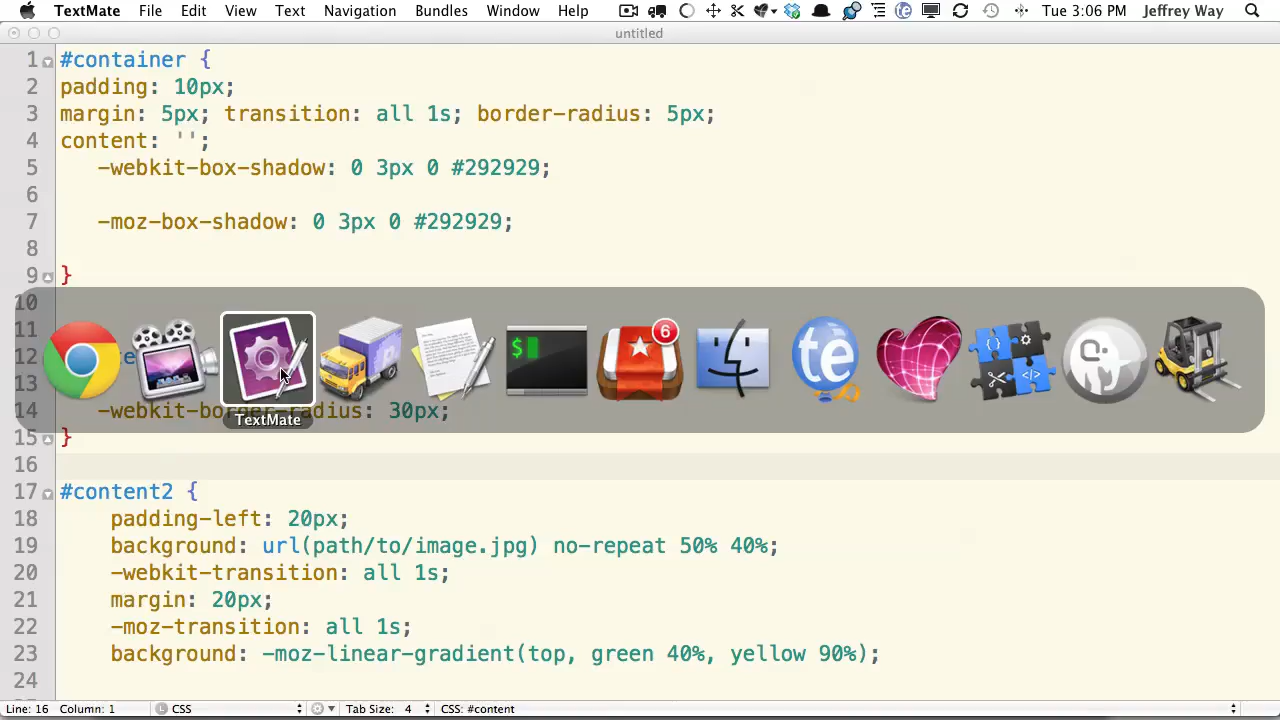 TextMate File Edit View Text Navigation Bundles Window Help Tue 3:06 PM Jeffrey Way
untitled
1 #container {
2 padding: 10px;
3 margin: 5px; transition: all 1s; border-radius: 5px;
4 content: '';
5 -webkit-box-shadow: 0 3px 0 #292929;
6
7 -moz-box-shadow: 0 3px 0 #292929;
8
9 }
10
11
12
13
14 -webkit-border-radius: 30px;
15 }
16
17 #content2 {
18 padding-left: 20px;
19 background: url(path/to/image.jpg) no-repeat 50% 40%;
20 -webkit-transition: all 1s;
21 margin: 20px;
22 -moz-transition: all 1s;
23 background: -moz-linear-gradient(top, green 40%, yellow 90%);
24
$
6
te
TextMate
Line: 16 Column: 1 L CSS Tab Size: 4 CSS: #content